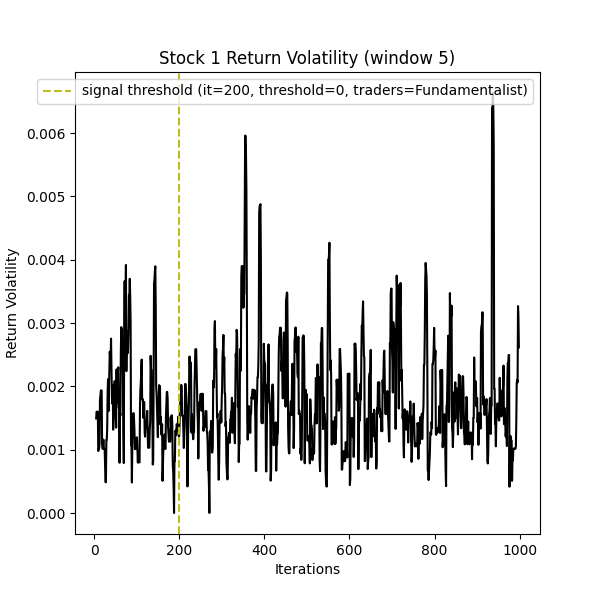 Stock 1 Return Volatility (window 5)
signal threshold (it=200, threshold=0, traders=Fundamentalist)
0.006
0.005
0.004
0.003
0.002
0.001
0.000
Return Volatility
0 200 400 600 800 1000
Iterations